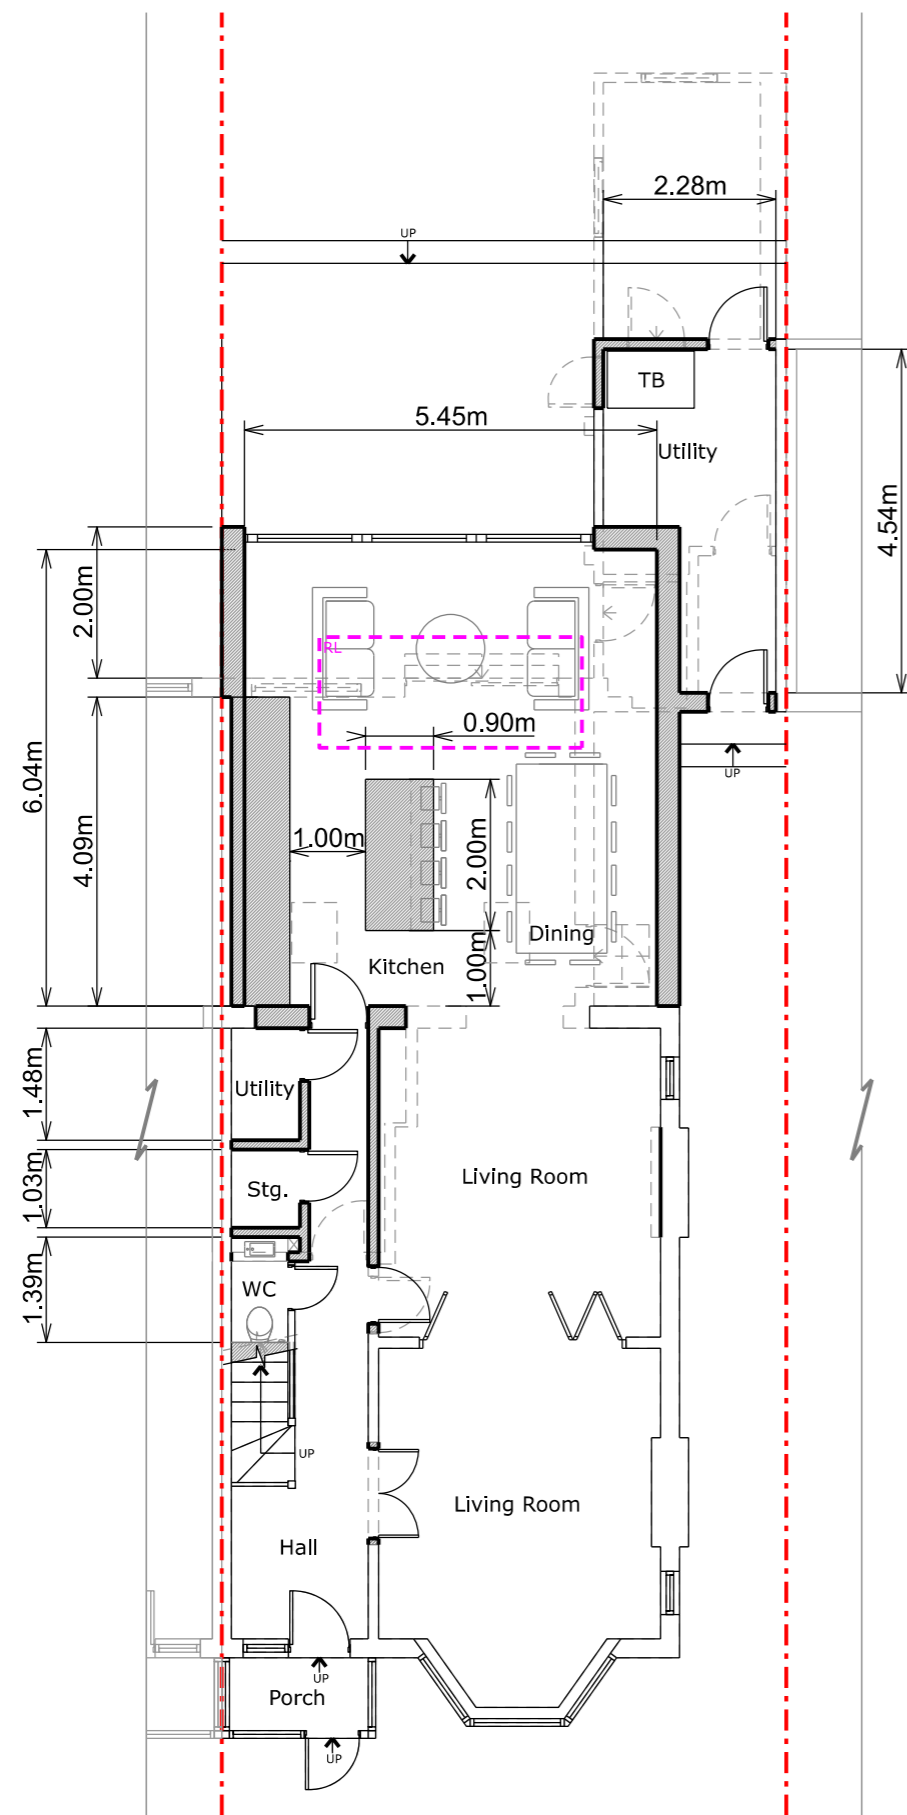 UP
2.28m
TB
5.45m
Utility
4.54m
2.00m
RL
0.90m
UP
6.04m
4.09m
1.00m
2.00m
Dining
Kitchen
1.00m
1.48m
Utility
Living Room
1.03m
Stg.
1.39m
WC
UP
Living Room
Hall
UP
Porch
UP